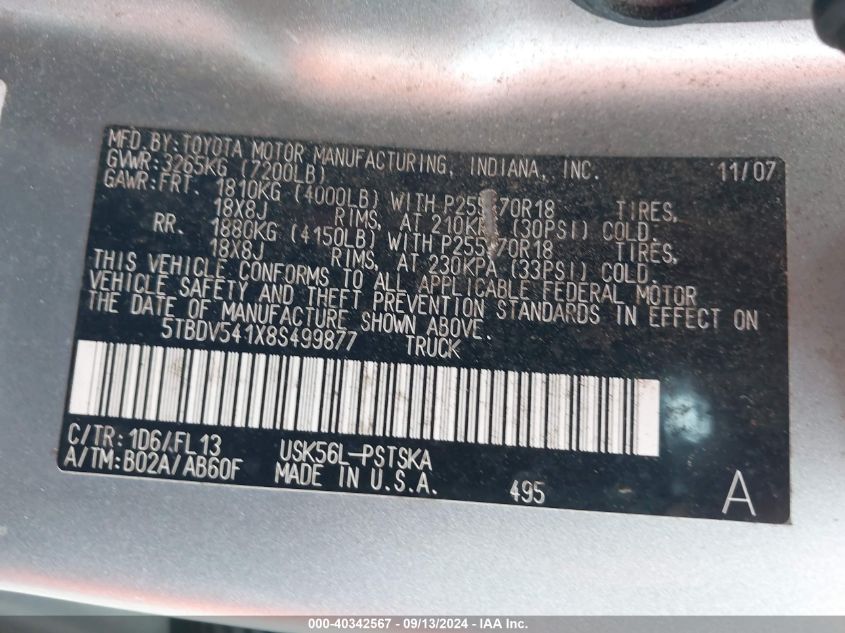 MFD. BY: TOYOTA MOTOR MANUFACTURING, INDIANA, INC. 11/07
GVWR: 3265KG (7200LB)
GAWR: FRT. 1810KG (4000LB) WITH P255/70R18 TIRES,
18X8J RIMS, AT 210KPA (30PSI) COLD.
RR. 1880KG (4150LB) WITH P255/70R18 TIRES,
18X8J RIMS, AT 230KPA (33PSI) COLD.
THIS VEHICLE CONFORMS TO ALL APPLICABLE FEDERAL MOTOR
VEHICLE SAFETY AND THEFT PREVENTION STANDARDS IN EFFECT ON
THE DATE OF MANUFACTURE SHOWN ABOVE.
5TBDV541X8S499877 TRUCK
C/TR: 1D6/FL13 USK56L-PSTSKA
A/TM: B02A/AB60F MADE IN U.S.A. 495 A
000-40342567 - 09/13/2024 - IAA Inc.